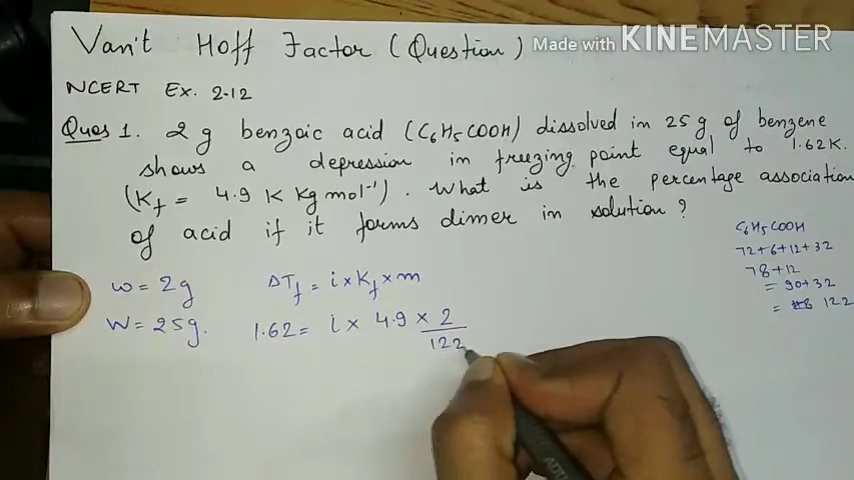 Van't Hoff Factor (Question)
Made with KINEMASTER
NCERT Ex. 2.12
Ques 1. 2g benzoic acid (C₆H₅COOH) dissolved in 25g of benzene
shows a depression in freezing point equal to 1.62K.
(Kf = 4.9 K Kg mol⁻¹). What is the percentage association
of acid if it forms dimer in solution?
C₆H₅COOH
72+6+12+32
78+12
= 90+32
= 122
w = 2g
W = 25g.
ΔTf = i × Kf × m
1.62 = i × 4.9 × 2
122